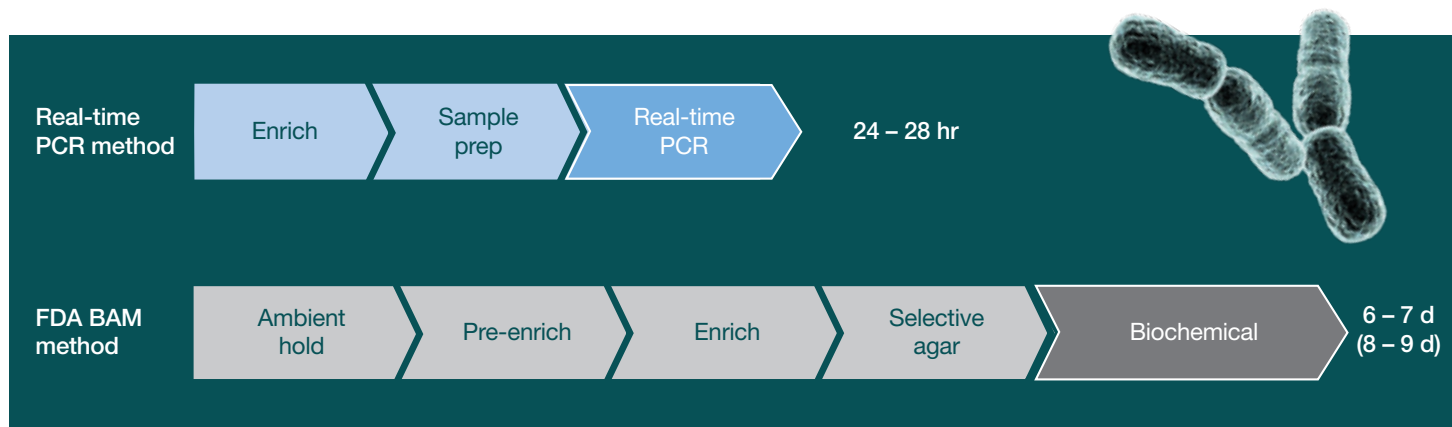 Real-time
PCR method
Enrich
Sample
prep
Real-time
PCR
24 – 28 hr
FDA BAM
method
Ambient
hold
Pre-enrich
Enrich
Selective
agar
Biochemical
6 – 7 d
(8 – 9 d)